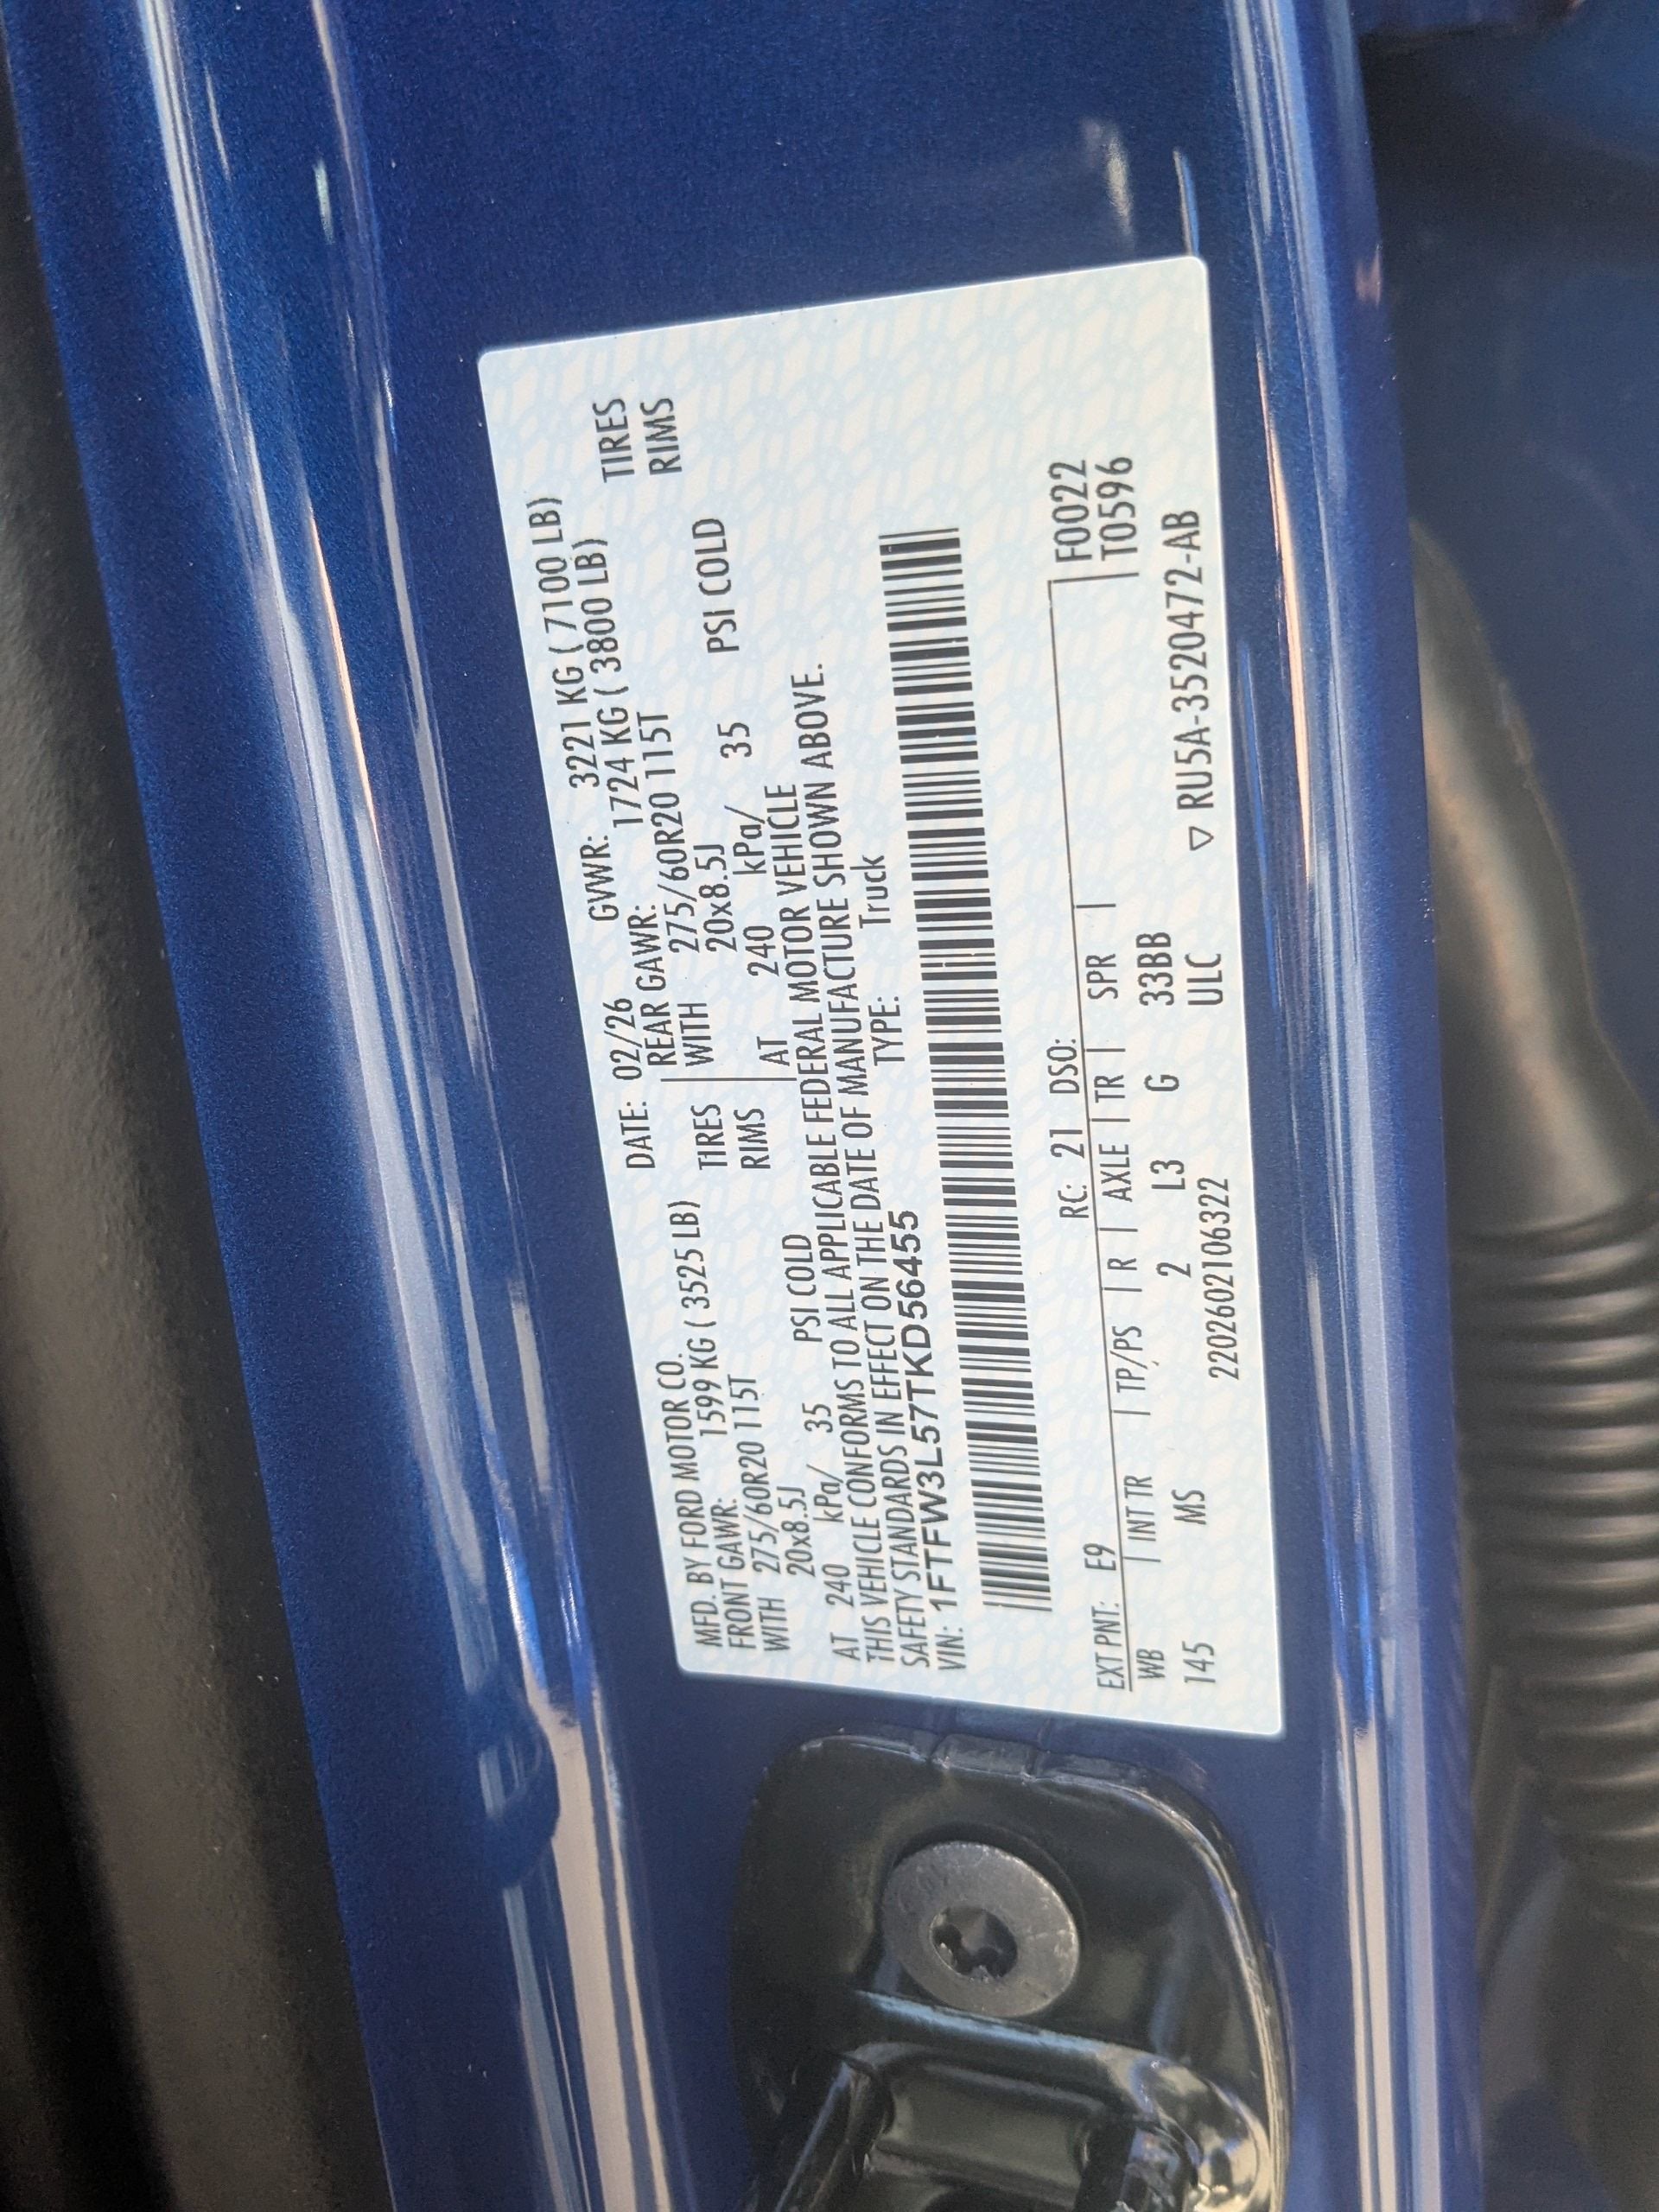 MFD. BY FORD MOTOR CO. DATE: 02/26 GVWR: 3221 KG ( 7100 LB)
FRONT GAWR: 1599 KG ( 3525 LB) REAR GAWR: 1724 KG ( 3800 LB)
WITH 275/60R20 115T TIRES WITH 275/60R20 115T TIRES
20x8.5J RIMS 20x8.5J RIMS
AT 240 kPa/ 35 PSI COLD AT 240 kPa/ 35 PSI COLD
THIS VEHICLE CONFORMS TO ALL APPLICABLE FEDERAL MOTOR VEHICLE
SAFETY STANDARDS IN EFFECT ON THE DATE OF MANUFACTURE SHOWN ABOVE.
VIN: 1FTFW3L57TKD56455 TYPE: Truck
EXT PNT: E9 RC: 21 DSO: F0022
WB INT TR TP/PS R AXLE TR SPR T0596
145 MS 2 L3 G 33BB
2202602106322 ULC ▽ RU5A-3520472-AB